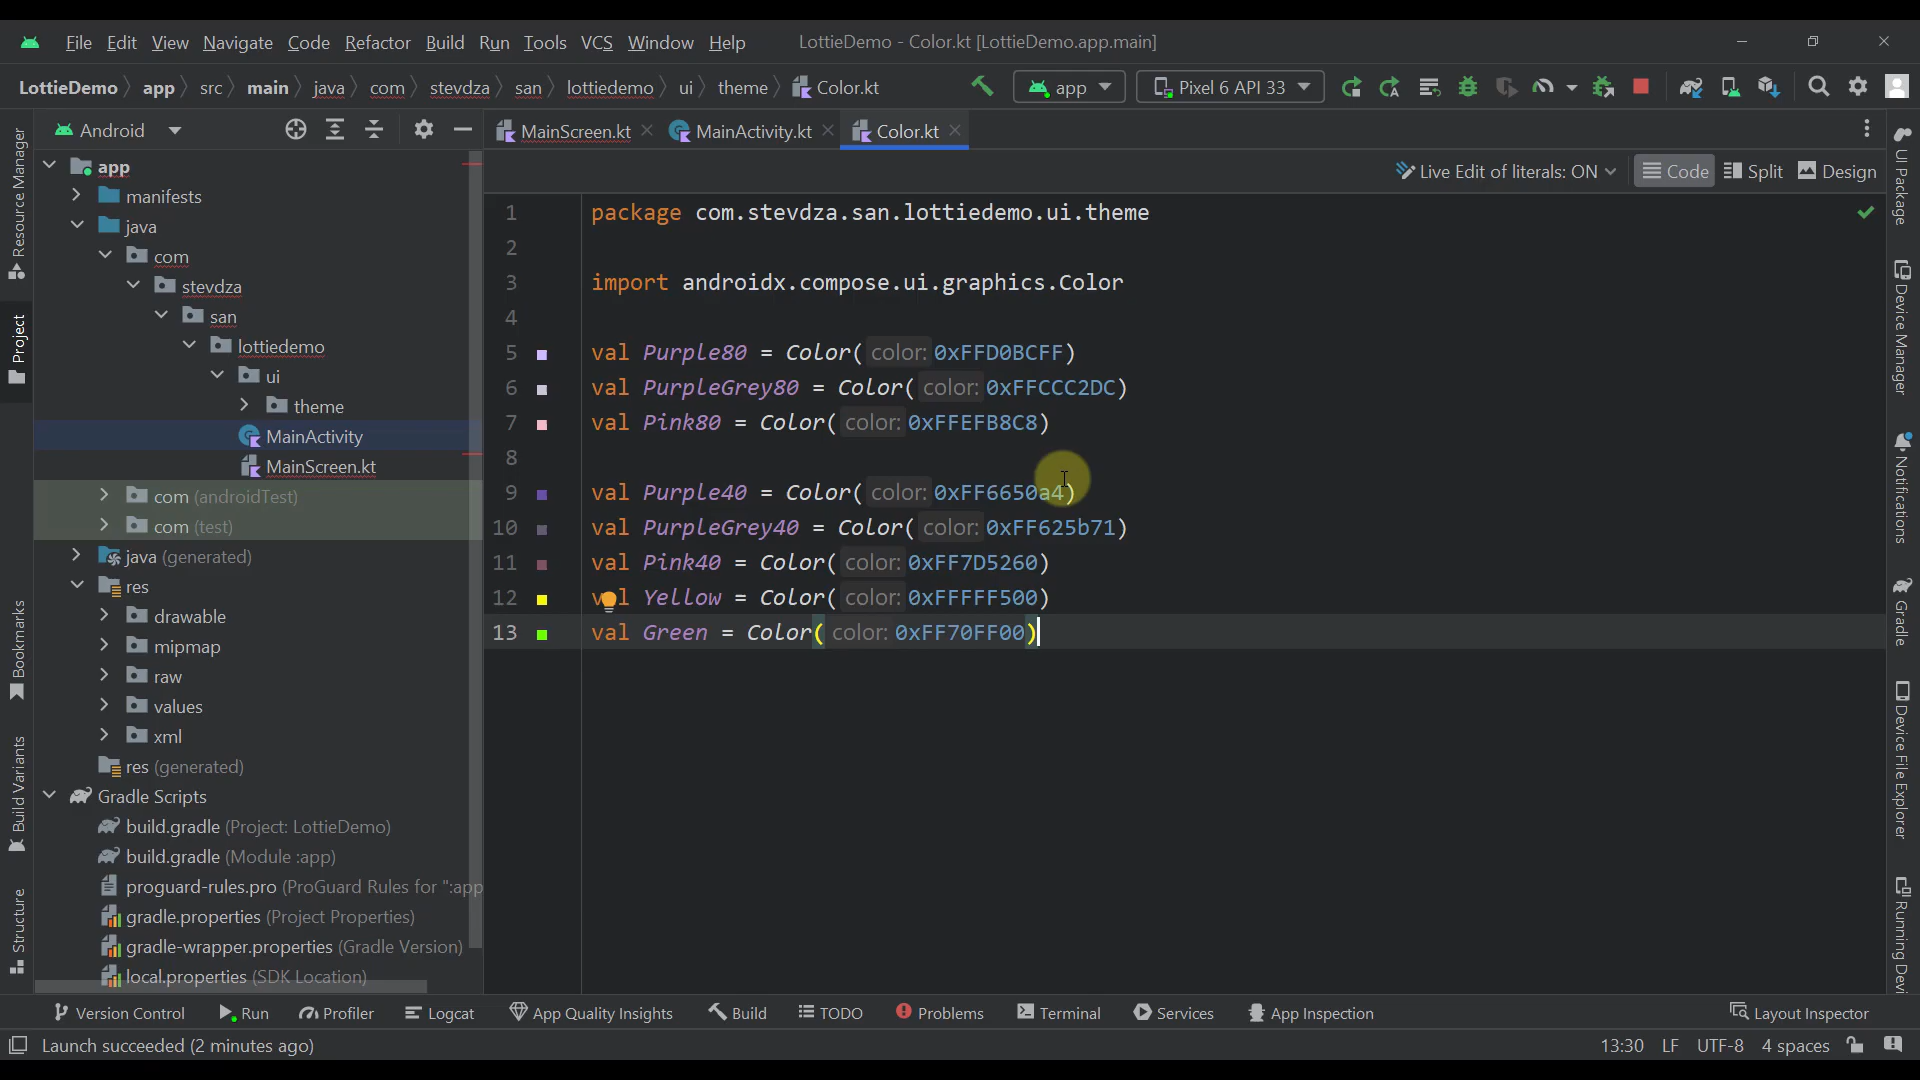 File Edit View Navigate Code Refactor Build Run Tools VCS Window Help LottieDemo - Color.kt [LottieDemo.app.main]
LottieDemo app src main java com stevdza san lottiedemo ui theme Color.kt app Pixel 6 API 33
Android MainScreen.kt MainActivity.kt Color.kt
Live Edit of literals: ON Code Split Design
Resource Manager
Project
Bookmarks
Build Variants
Structure
app
manifests
java
com
stevdza
san
lottiedemo
ui
theme
MainActivity
MainScreen.kt
com (androidTest)
com (test)
java (generated)
res
drawable
mipmap
raw
values
xml
res (generated)
Gradle Scripts
build.gradle (Project: LottieDemo)
build.gradle (Module :app)
proguard-rules.pro (ProGuard Rules for ":app
gradle.properties (Project Properties)
gradle-wrapper.properties (Gradle Version)
local.properties (SDK Location)
1 package com.stevdza.san.lottiedemo.ui.theme
2
3 import androidx.compose.ui.graphics.Color
4
5 val Purple80 = Color( color: 0xFFD0BCFF)
6 val PurpleGrey80 = Color( color: 0xFFCCC2DC)
7 val Pink80 = Color( color: 0xFFEFB8C8)
8
9 val Purple40 = Color( color: 0xFF6650a4)
10 val PurpleGrey40 = Color( color: 0xFF625b71)
11 val Pink40 = Color( color: 0xFF7D5260)
12 val Yellow = Color( color: 0xFFFFF500)
13 val Green = Color( color: 0xFF70FF00)
UI Package
Device Manager
Notifications
Gradle
Device File Explorer
Running Devi
Version Control Run Profiler Logcat App Quality Insights Build TODO Problems Terminal Services App Inspection Layout Inspector
Launch succeeded (2 minutes ago) 13:30 LF UTF-8 4 spaces